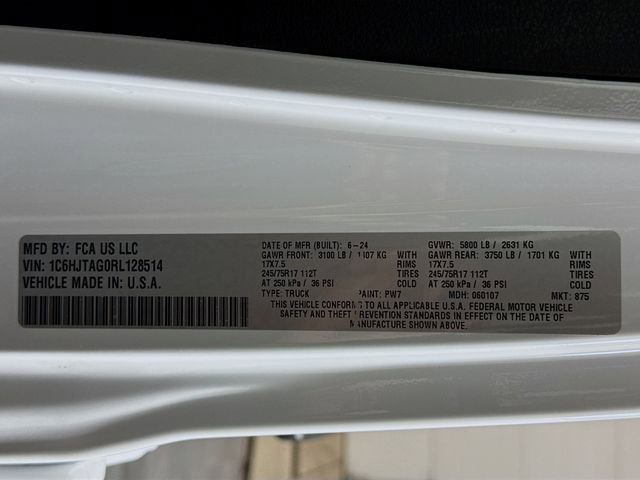 MFD BY: FCA US LLC
VIN: 1C6HJTAG0RL128514
VEHICLE MADE IN: U.S.A.
DATE OF MFR (BUILT): 6-24 GVWR: 5800 LB / 2631 KG
GAWR FRONT: 3100 LB / 1407 KG GAWR REAR: 3750 LB / 1701 KG
17X7.5 RIMS 17X7.5 RIMS
245/75R17 112T TIRES 245/75R17 112T TIRES
AT 250 kPa / 36 PSI COLD AT 250 kPa / 36 PSI COLD
TYPE: TRUCK PAINT: PW7 MDH: 060107 MKT: 875
THIS VEHICLE CONFORMS TO ALL APPLICABLE U.S.A. FEDERAL MOTOR VEHICLE
SAFETY AND THEFT PREVENTION STANDARDS IN EFFECT ON THE DATE OF
MANUFACTURE SHOWN ABOVE.